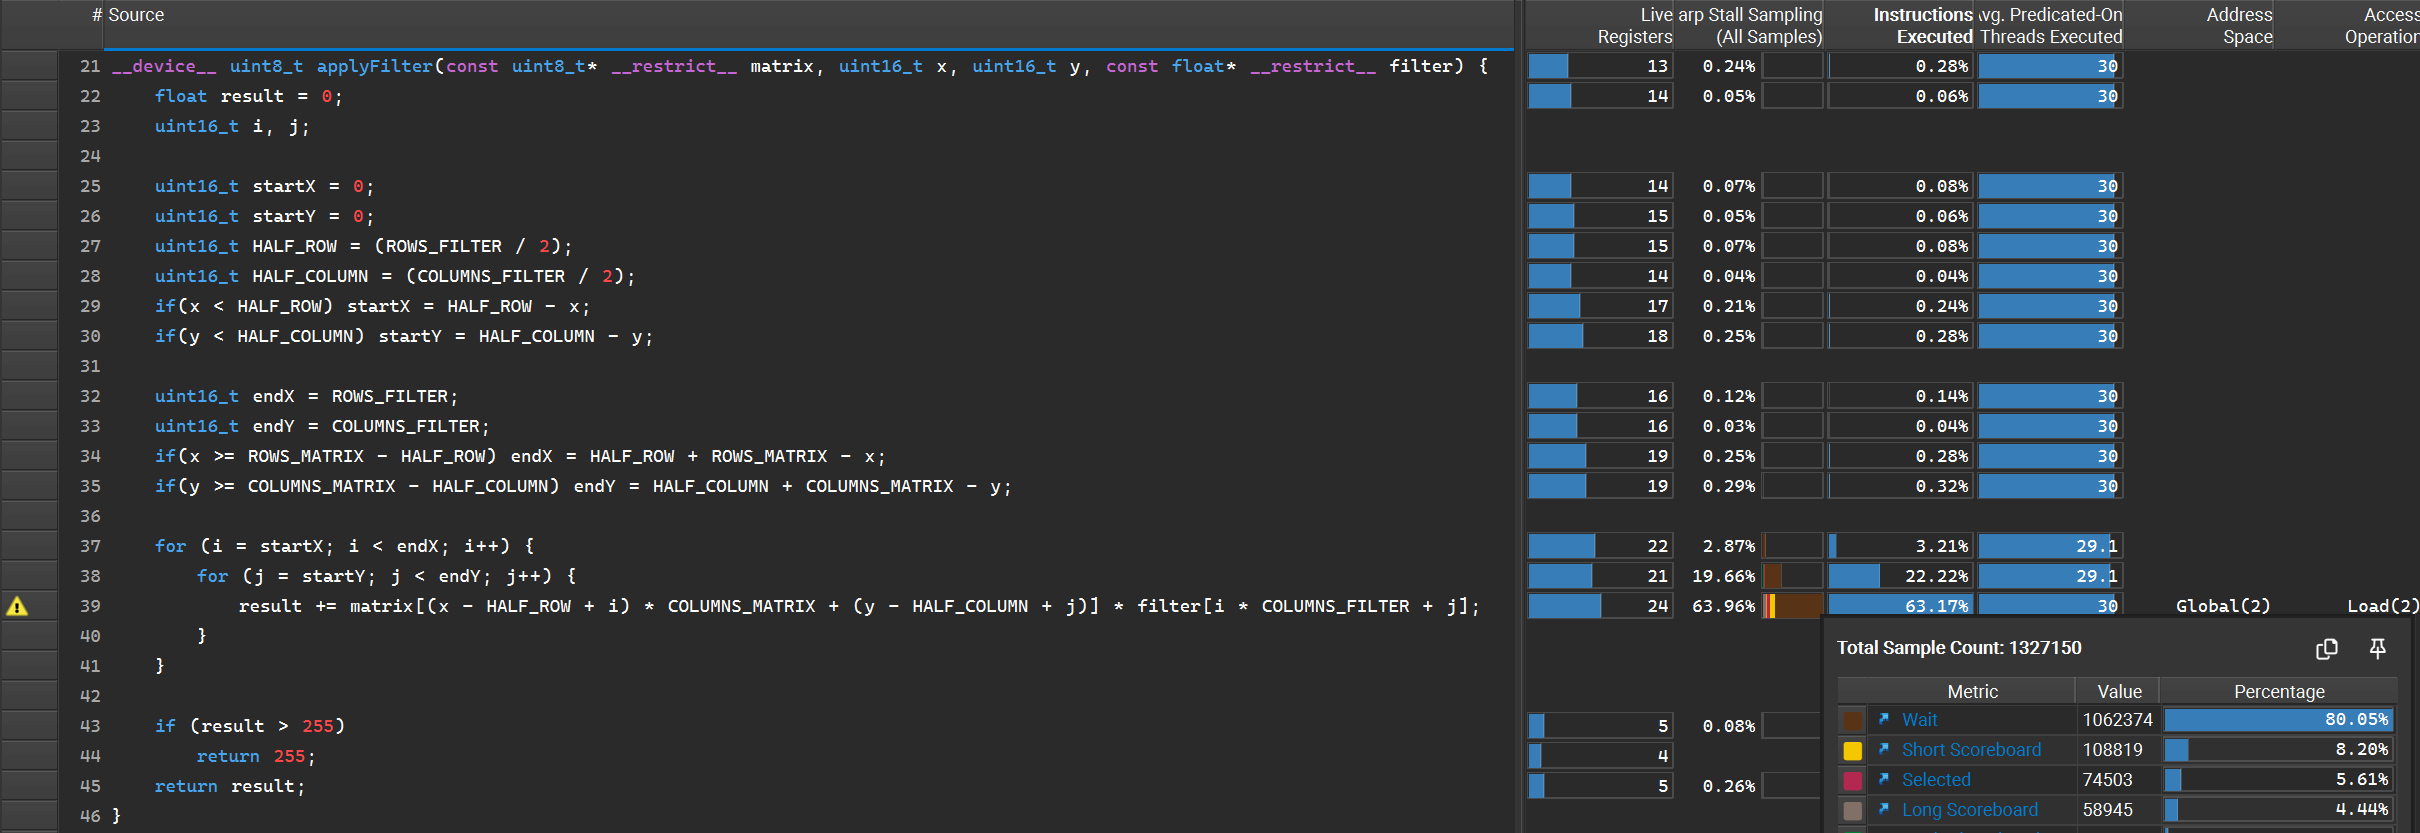 # Source Live Registers arp Stall Sampling (All Samples) Instructions Executed vg. Predicated-On Threads Executed Address Space Access Operation
21 __device__ uint8_t applyFilter(const uint8_t* __restrict__ matrix, uint16_t x, uint16_t y, const float* __restrict__ filter) { 13 0.24% 0.28% 30
22 float result = 0; 14 0.05% 0.06% 30
23 uint16_t i, j;
24
25 uint16_t startX = 0; 14 0.07% 0.08% 30
26 uint16_t startY = 0; 15 0.05% 0.06% 30
27 uint16_t HALF_ROW = (ROWS_FILTER / 2); 15 0.07% 0.08% 30
28 uint16_t HALF_COLUMN = (COLUMNS_FILTER / 2); 14 0.04% 0.04% 30
29 if(x < HALF_ROW) startX = HALF_ROW - x; 17 0.21% 0.24% 30
30 if(y < HALF_COLUMN) startY = HALF_COLUMN - y; 18 0.25% 0.28% 30
31
32 uint16_t endX = ROWS_FILTER; 16 0.12% 0.14% 30
33 uint16_t endY = COLUMNS_FILTER; 16 0.03% 0.04% 30
34 if(x >= ROWS_MATRIX - HALF_ROW) endX = HALF_ROW + ROWS_MATRIX - x; 19 0.25% 0.28% 30
35 if(y >= COLUMNS_MATRIX - HALF_COLUMN) endY = HALF_COLUMN + COLUMNS_MATRIX - y; 19 0.29% 0.32% 30
36
37 for (i = startX; i < endX; i++) { 22 2.87% 3.21% 29.1
38 for (j = startY; j < endY; j++) { 21 19.66% 22.22% 29.1
39 result += matrix[(x - HALF_ROW + i) * COLUMNS_MATRIX + (y - HALF_COLUMN + j)] * filter[i * COLUMNS_FILTER + j]; 24 63.96% 63.17% 30 Global(2) Load(2)
40 }
41 }
42
43 if (result > 255) 5 0.08%
44 return 255; 4
45 return result; 5 0.26%
46 }
Total Sample Count: 1327150
Metric Value Percentage
Wait 1062374 80.05%
Short Scoreboard 108819 8.20%
Selected 74503 5.61%
Long Scoreboard 58945 4.44%